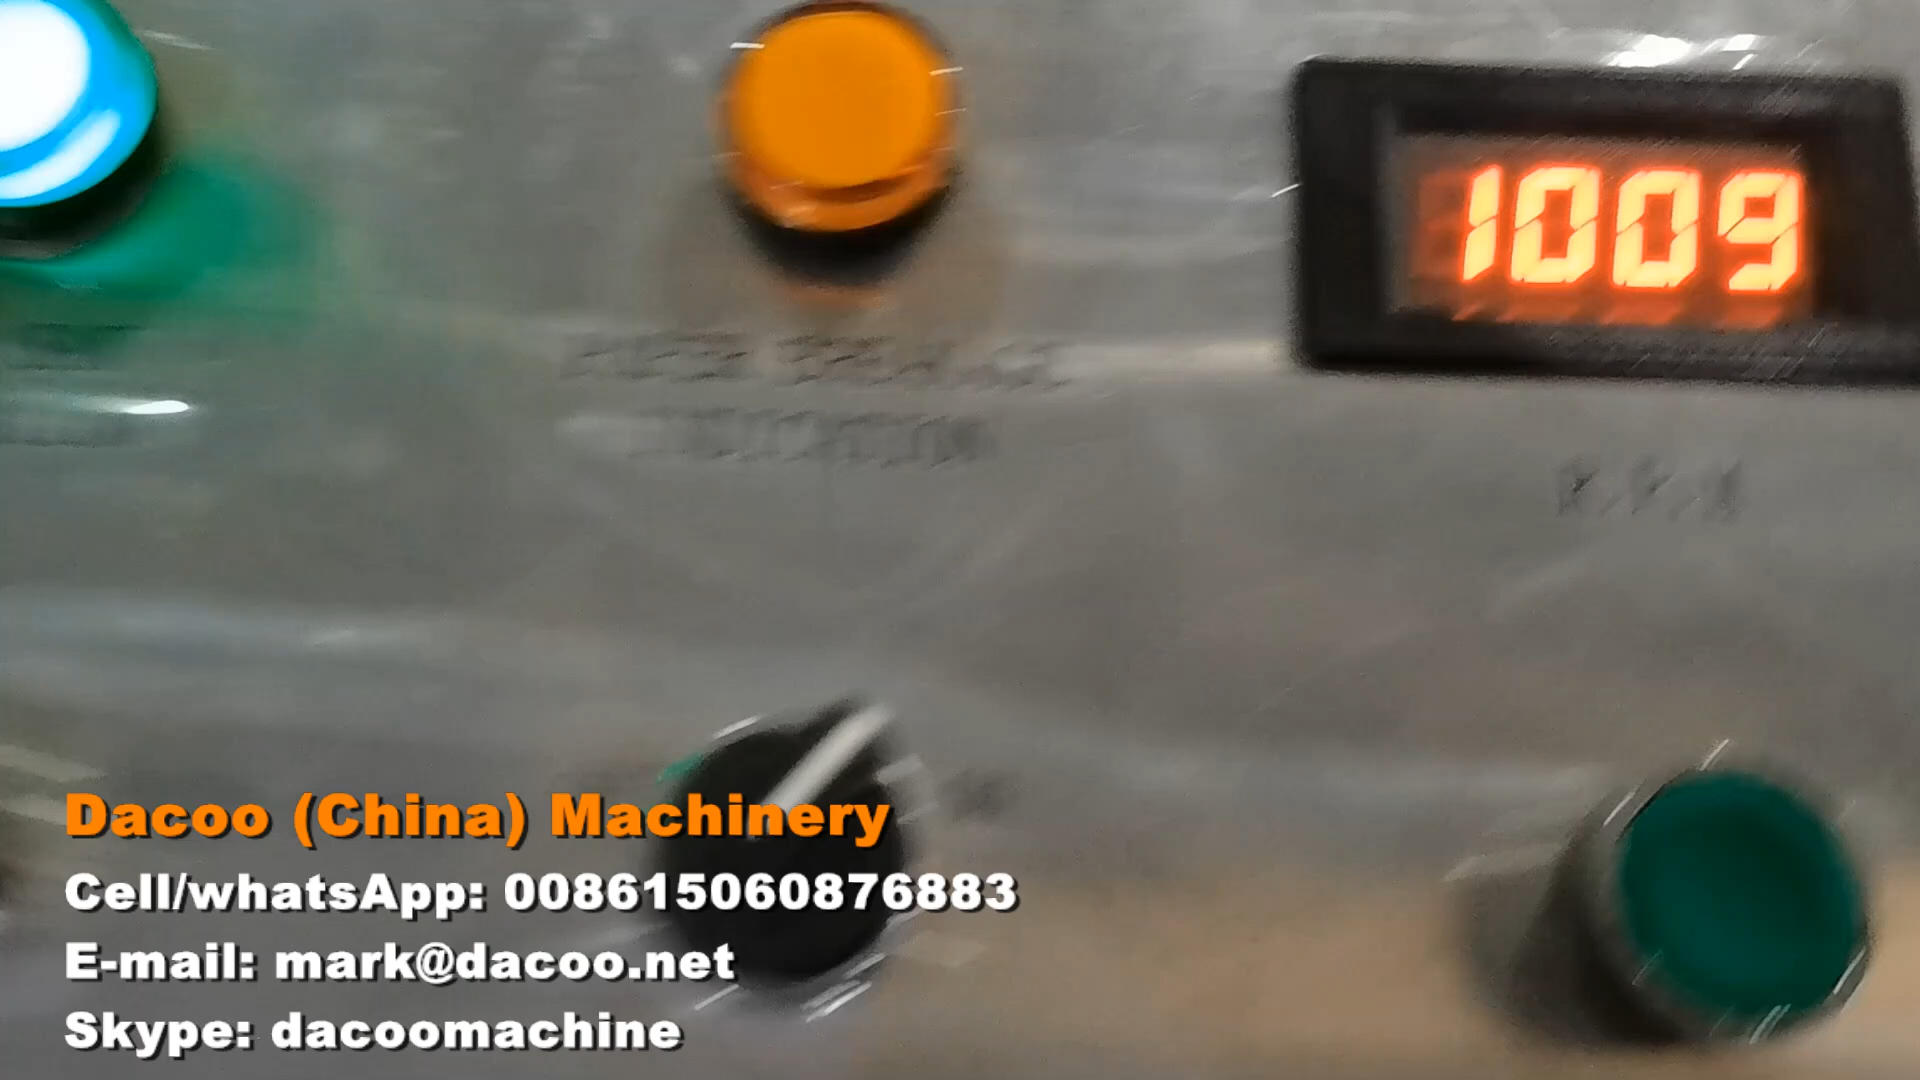 1009
R.P.M
Dacoo (China) Machinery
Cell/whatsApp: 008615060876883
E-mail: mark@dacoo.net
Skype: dacoomachine